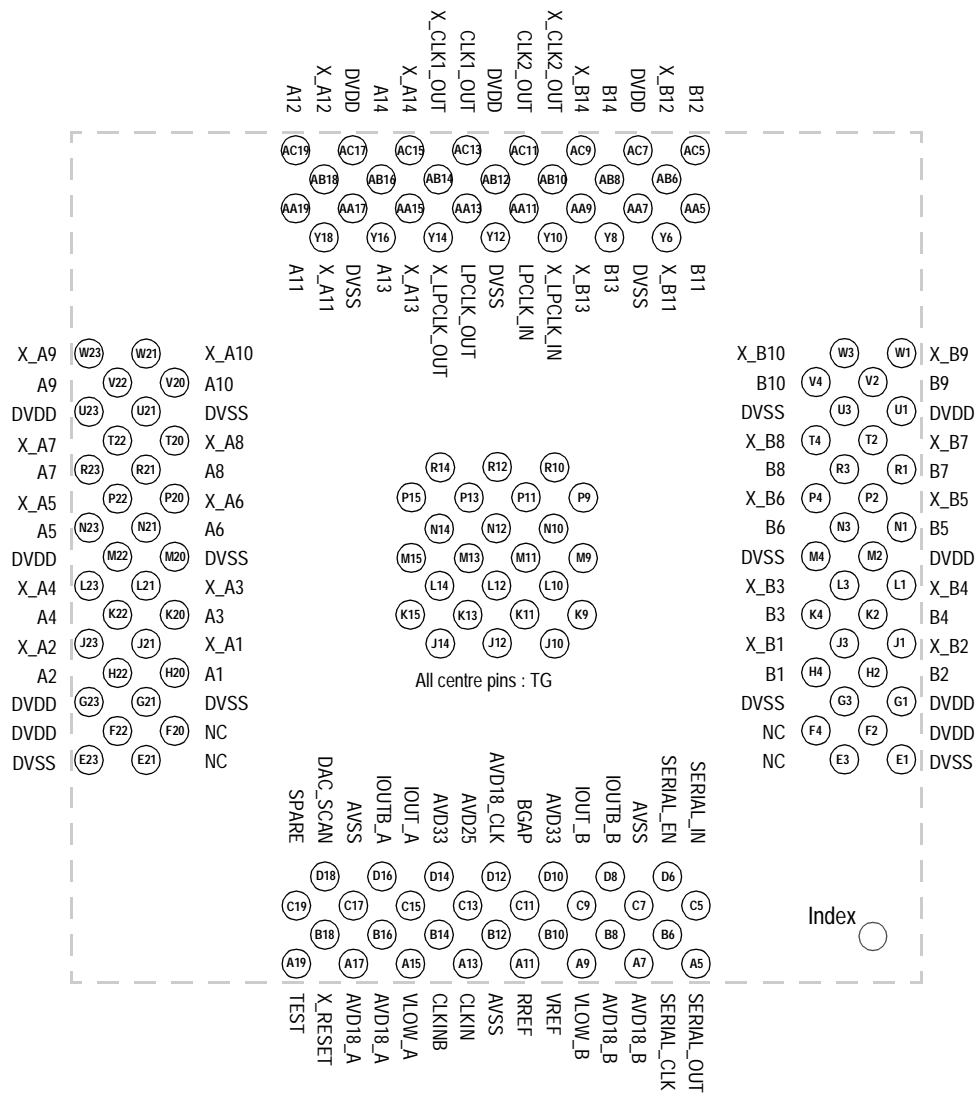 A12 X_A12 DVDD A14 X_A14 X_CLK1_OUT CLK1_OUT DVDD CLK2_OUT X_CLK2_OUT X_B14 B14 DVDD X_B12 B12
AC19 AC17 AC15 AC13 AC11 AC9 AC7 AC5
AB18 AB16 AB14 AB12 AB10 AB8 AB6
AA19 AA17 AA15 AA13 AA11 AA9 AA7 AA5
Y18 Y16 Y14 Y12 Y10 Y8 Y6
A11 X_A11 DVSS A13 X_A13 X_LPCLK_OUT LPCLK_OUT DVSS LPCLK_IN X_LPCLK_IN X_B13 B13 DVSS X_B11 B11
X_A9 W23 W21 X_A10 X_B10 W3 W1 X_B9
A9 V22 V20 A10 B10 V4 V2 B9
DVDD U23 U21 DVSS DVSS U3 U1 DVDD
X_A7 T22 T20 X_A8 X_B8 T4 T2 X_B7
A7 R23 R21 A8 R14 R12 R10 B8 R3 R1 B7
X_A5 P22 P20 X_A6 P15 P13 P11 P9 X_B6 P4 P2 X_B5
A5 N23 N21 A6 N14 N12 N10 B6 N3 N1 B5
DVDD M22 M20 DVSS M15 M13 M11 M9 DVSS M4 M2 DVDD
X_A4 L23 L21 X_A3 L14 L12 L10 X_B3 L3 L1 X_B4
A4 K22 K20 A3 K15 K13 K11 K9 B3 K4 K2 B4
X_A2 J23 J21 X_A1 J14 J12 J10 X_B1 J3 J1 X_B2
A2 H22 H20 A1 All centre pins : TG B1 H4 H2 B2
DVDD G23 G21 DVSS DVSS G3 G1 DVDD
DVDD F22 F20 NC NC F4 F2 DVDD
DVSS E23 E21 NC NC E3 E1 DVSS
SPARE DAC_SCAN AVSS IOUTB_A IOUT_A AVD33 AVD25 AVD18_CLK BGAP AVD33 IOUT_B IOUTB_B AVSS SERIAL_EN SERIAL_IN
D18 D16 D14 D12 D10 D8 D6
C19 C17 C15 C13 C11 C9 C7 C5
Index
B18 B16 B14 B12 B10 B8 B6
A19 A17 A15 A13 A11 A9 A7 A5
TEST X_RESET AVD18_A AVD18_A VLOW_A CLKINB CLKIN AVSS RREF VREF VLOW_B AVD18_B AVD18_B SERIAL_CLK SERIAL_OUT